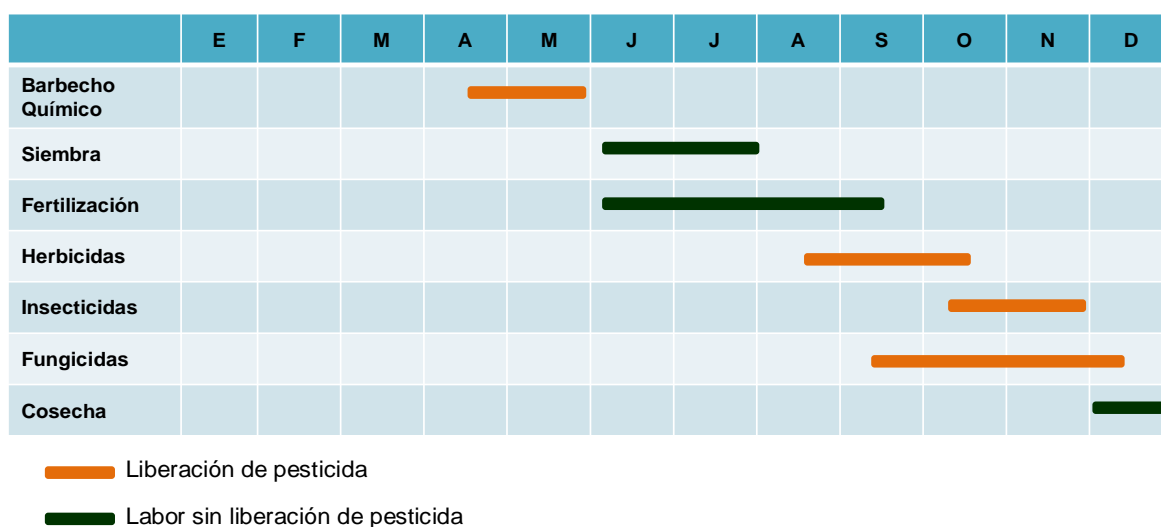 E F M A M J J A S O N D
Barbecho
Químico
Siembra
Fertilización
Herbicidas
Insecticidas
Fungicidas
Cosecha
Liberación de pesticida
Labor sin liberación de pesticida